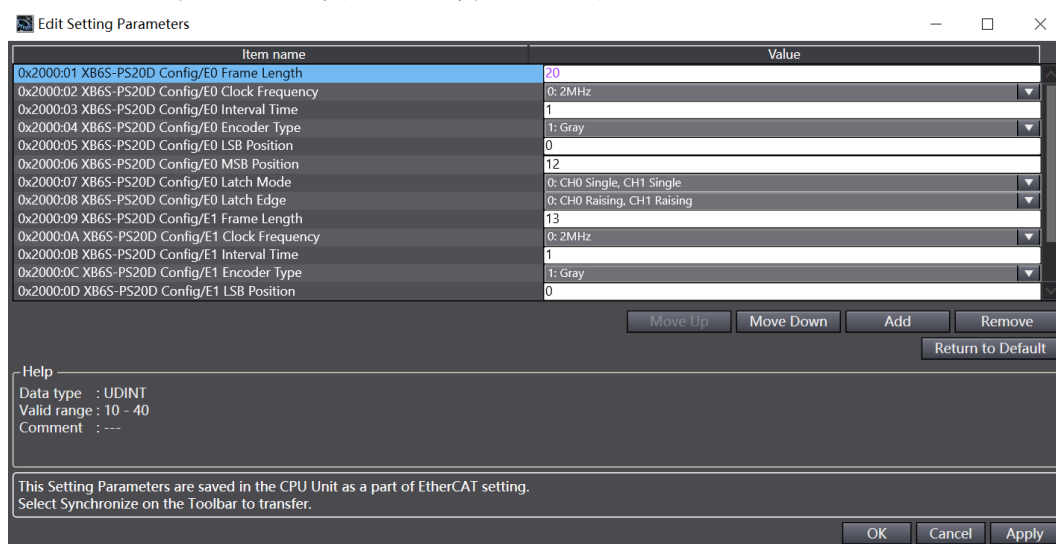 Edit Setting Parameters
Item name Value
0x2000:01 XB6S-PS20D Config/E0 Frame Length 20
0x2000:02 XB6S-PS20D Config/E0 Clock Frequency 0: 2MHz
0x2000:03 XB6S-PS20D Config/E0 Interval Time 1
0x2000:04 XB6S-PS20D Config/E0 Encoder Type 1: Gray
0x2000:05 XB6S-PS20D Config/E0 LSB Position 0
0x2000:06 XB6S-PS20D Config/E0 MSB Position 12
0x2000:07 XB6S-PS20D Config/E0 Latch Mode 0: CH0 Single, CH1 Single
0x2000:08 XB6S-PS20D Config/E0 Latch Edge 0: CH0 Raising, CH1 Raising
0x2000:09 XB6S-PS20D Config/E1 Frame Length 13
0x2000:0A XB6S-PS20D Config/E1 Clock Frequency 0: 2MHz
0x2000:0B XB6S-PS20D Config/E1 Interval Time 1
0x2000:0C XB6S-PS20D Config/E1 Encoder Type 1: Gray
0x2000:0D XB6S-PS20D Config/E1 LSB Position 0
Move Up Move Down Add Remove
Return to Default
Help
Data type : UDINT
Valid range : 10 - 40
Comment : ---
This Setting Parameters are saved in the CPU Unit as a part of EtherCAT setting.
Select Synchronize on the Toolbar to transfer.
OK Cancel Apply